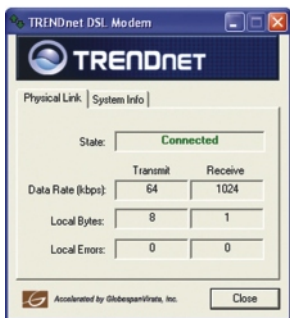 TRENDnet DSL Modem
TRENDNET
Physical Link System Info
State: Connected
Transmit Receive
Data Rate (kbps): 64 1024
Local Bytes: 8 1
Local Errors: 0 0
Accelerated by GlobespanVirata, Inc. Close